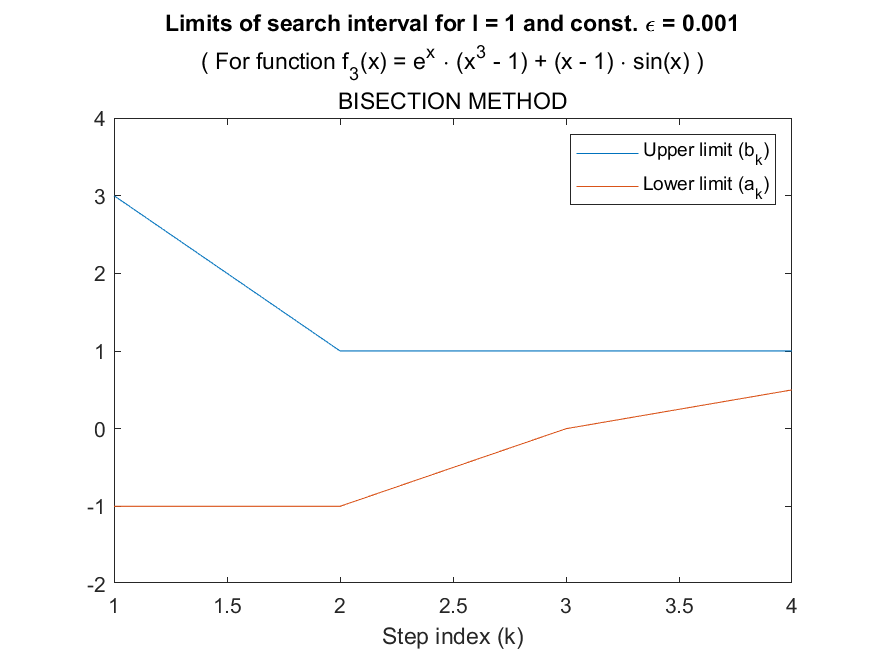 Limits of search interval for l = 1 and const. ϵ = 0.001
( For function f₃(x) = eˣ · (x³ - 1) + (x - 1) · sin(x) )
BISECTION METHOD
Upper limit (bₖ)
Lower limit (aₖ)
4
3
2
1
0
-1
-2
1 1.5 2 2.5 3 3.5 4
Step index (k)